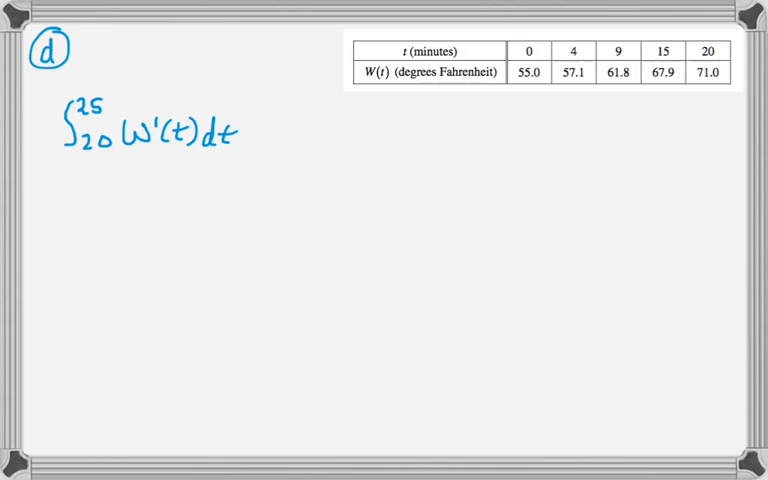 d
t (minutes) 0 4 9 15 20
W(t) (degrees Fahrenheit) 55.0 57.1 61.8 67.9 71.0
∫₂₀²⁵ W'(t) dt